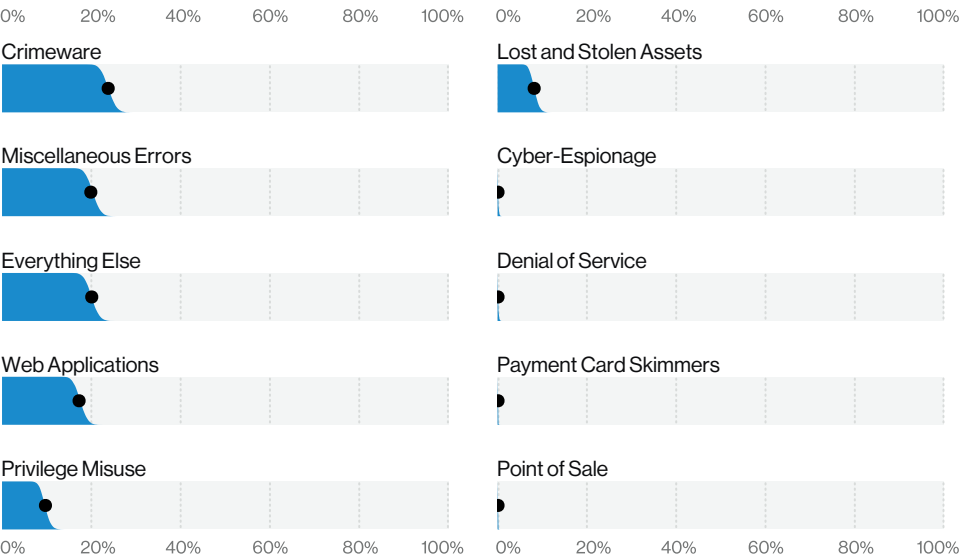 0% 20% 40% 60% 80% 100%
Crimeware
Miscellaneous Errors
Everything Else
Web Applications
Privilege Misuse
0% 20% 40% 60% 80% 100%
0% 20% 40% 60% 80% 100%
Lost and Stolen Assets
Cyber-Espionage
Denial of Service
Payment Card Skimmers
Point of Sale
0% 20% 40% 60% 80% 100%